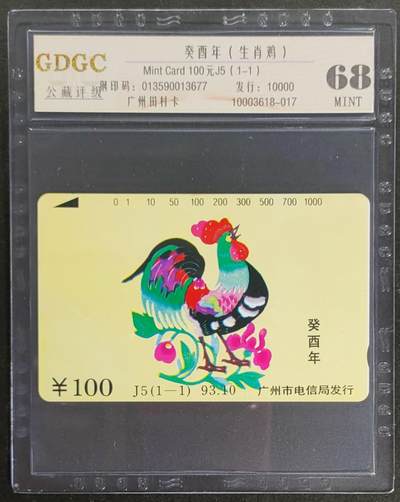 GDGC
公藏评级
癸酉年（生肖鸡）
Mint Card 100元J5（1-1）
钢印码：013590013677 发行：10000
广州田村卡 10003618-017
68
MINT
0 1 10 50 100 200 300 500 700 1000
癸酉年
￥100 J5(1—1) 93.10 广州市电信局发行